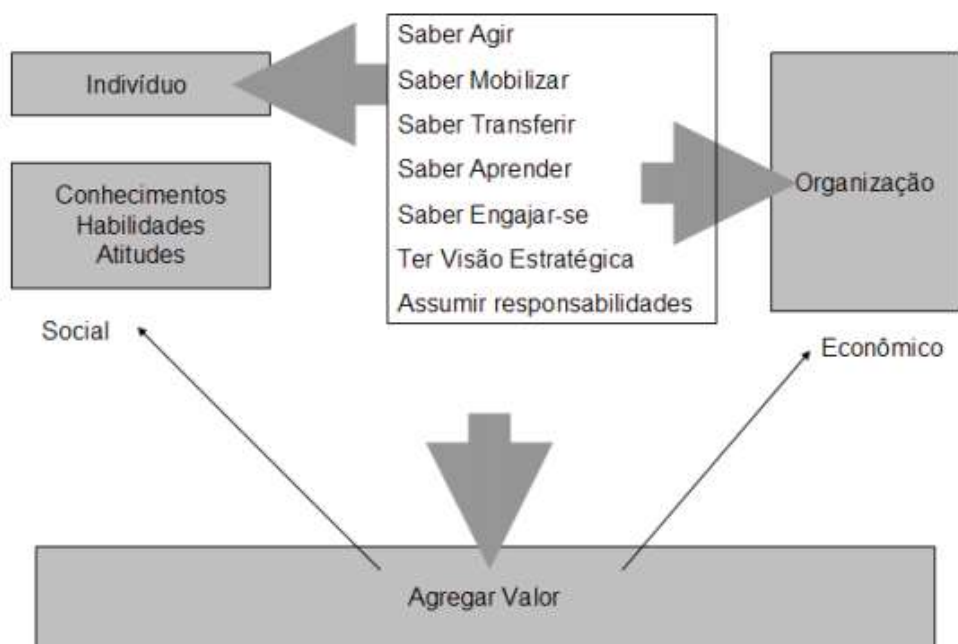 Indivíduo
Conhecimentos
Habilidades
Atitudes
Social
Saber Agir
Saber Mobilizar
Saber Transferir
Saber Aprender
Saber Engajar-se
Ter Visão Estratégica
Assumir responsabilidades
Organização
Econômico
Agregar Valor